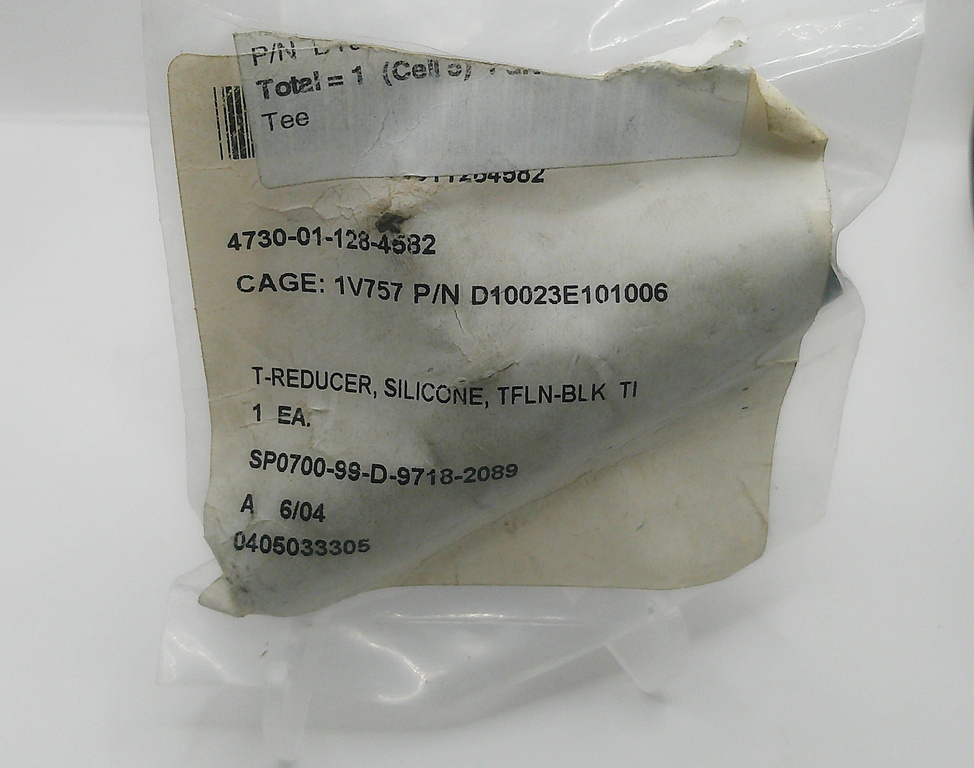 P/N
Total = 1 (Cell
Tee
4730-01-128-4582
CAGE: 1V757 P/N D10023E101006
T-REDUCER, SILICONE, TFLN-BLK TI
1 EA.
SP0700-99-D-9718-2089
A 6/04
0405033305